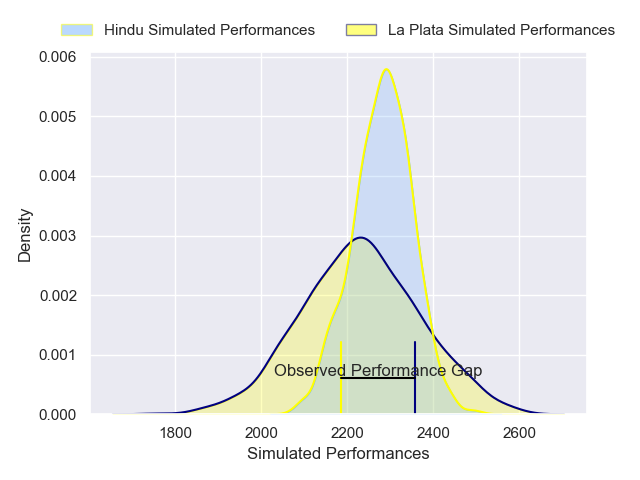 Hindu Simulated Performances La Plata Simulated Performances
0.006
0.005
0.004
0.003
0.002
0.001
0.000
Density
Observed Performance Gap
1800 2000 2200 2400 2600
Simulated Performances